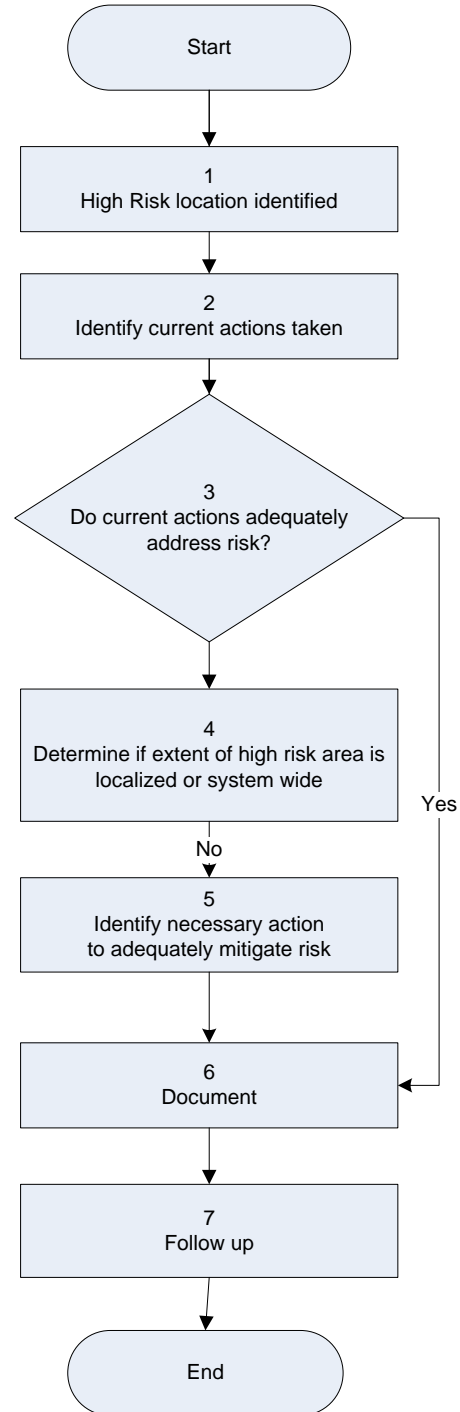 Start
1
High Risk location identified
2
Identify current actions taken
3
Do current actions adequately
address risk?
4
Determine if extent of high risk area is
localized or system wide
Yes
No
5
Identify necessary action
to adequately mitigate risk
6
Document
7
Follow up
End